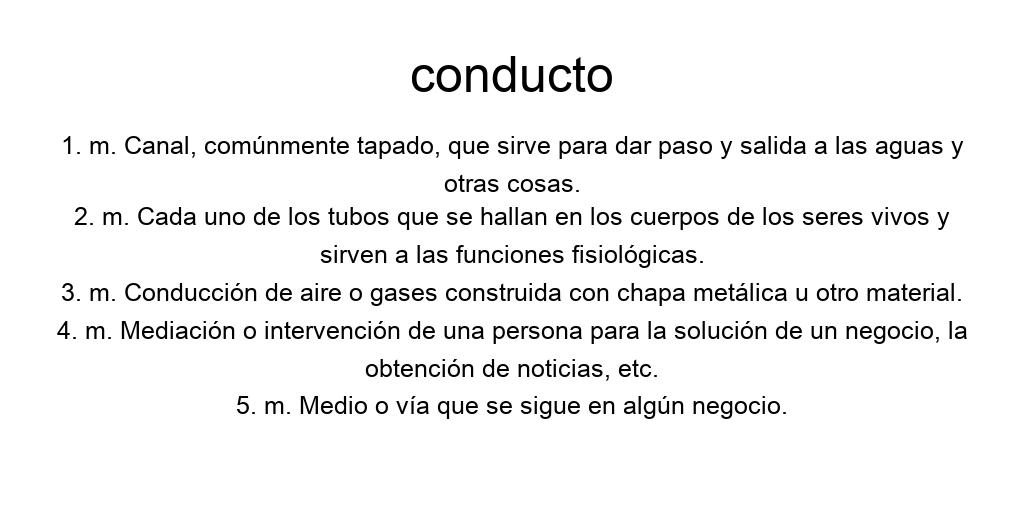 conducto
1. m. Canal, comúnmente tapado, que sirve para dar paso y salida a las aguas y
otras cosas.
2. m. Cada uno de los tubos que se hallan en los cuerpos de los seres vivos y
sirven a las funciones fisiológicas.
3. m. Conducción de aire o gases construida con chapa metálica u otro material.
4. m. Mediación o intervención de una persona para la solución de un negocio, la
obtención de noticias, etc.
5. m. Medio o vía que se sigue en algún negocio.